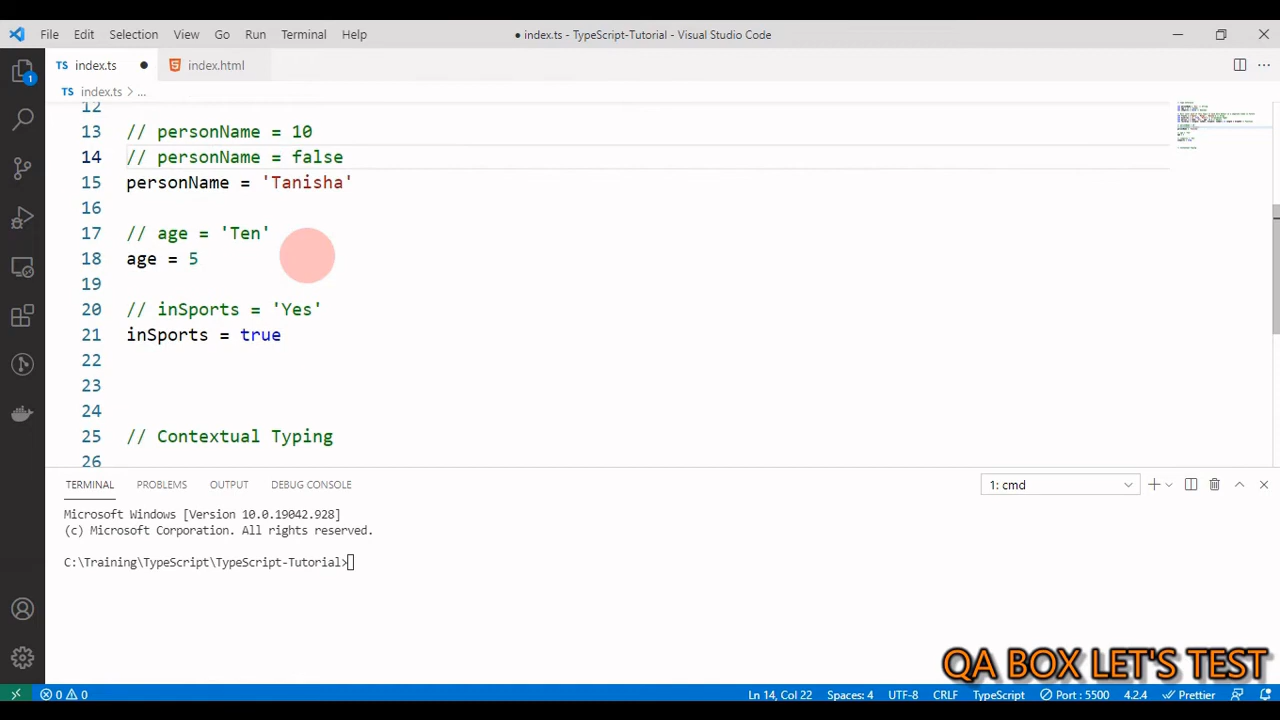 File Edit Selection View Go Run Terminal Help ● index.ts - TypeScript-Tutorial - Visual Studio Code
TS index.ts ● index.html
TS index.ts > ...
12
13 // personName = 10
14 // personName = false
15 personName = 'Tanisha'
16
17 // age = 'Ten'
18 age = 5
19
20 // inSports = 'Yes'
21 inSports = true
22
23
24
25 // Contextual Typing
26
TERMINAL PROBLEMS OUTPUT DEBUG CONSOLE 1: cmd
Microsoft Windows [Version 10.0.19042.928]
(c) Microsoft Corporation. All rights reserved.
C:\Training\TypeScript\TypeScript-Tutorial>
QA BOX LET'S TEST
0 0 Ln 14, Col 22 Spaces: 4 UTF-8 CRLF TypeScript Port : 5500 4.2.4 Prettier